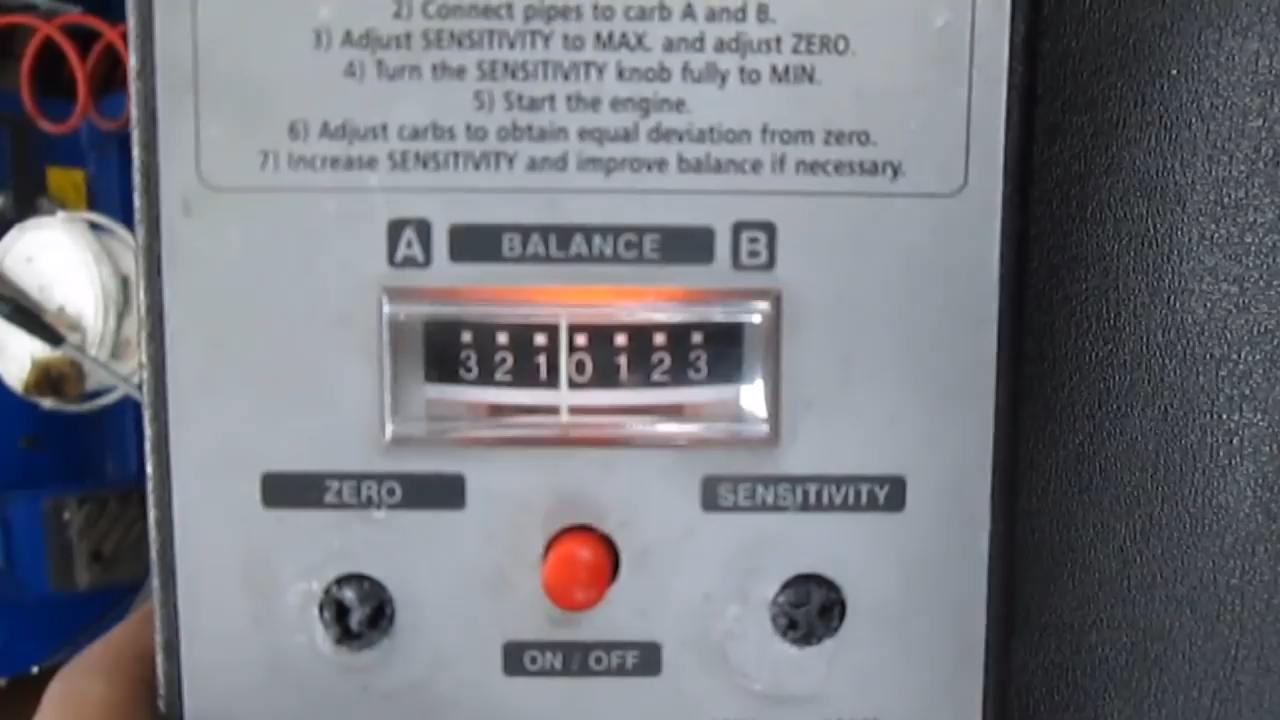 2) Connect pipes to carb A and B.
3) Adjust SENSITIVITY to MAX. and adjust ZERO.
4) Turn the SENSITIVITY knob fully to MIN.
5) Start the engine.
6) Adjust carbs to obtain equal deviation from zero.
7) Increase SENSITIVITY and improve balance if necessary.
A BALANCE B
3 2 1 0 1 2 3
ZERO
SENSITIVITY
ON / OFF